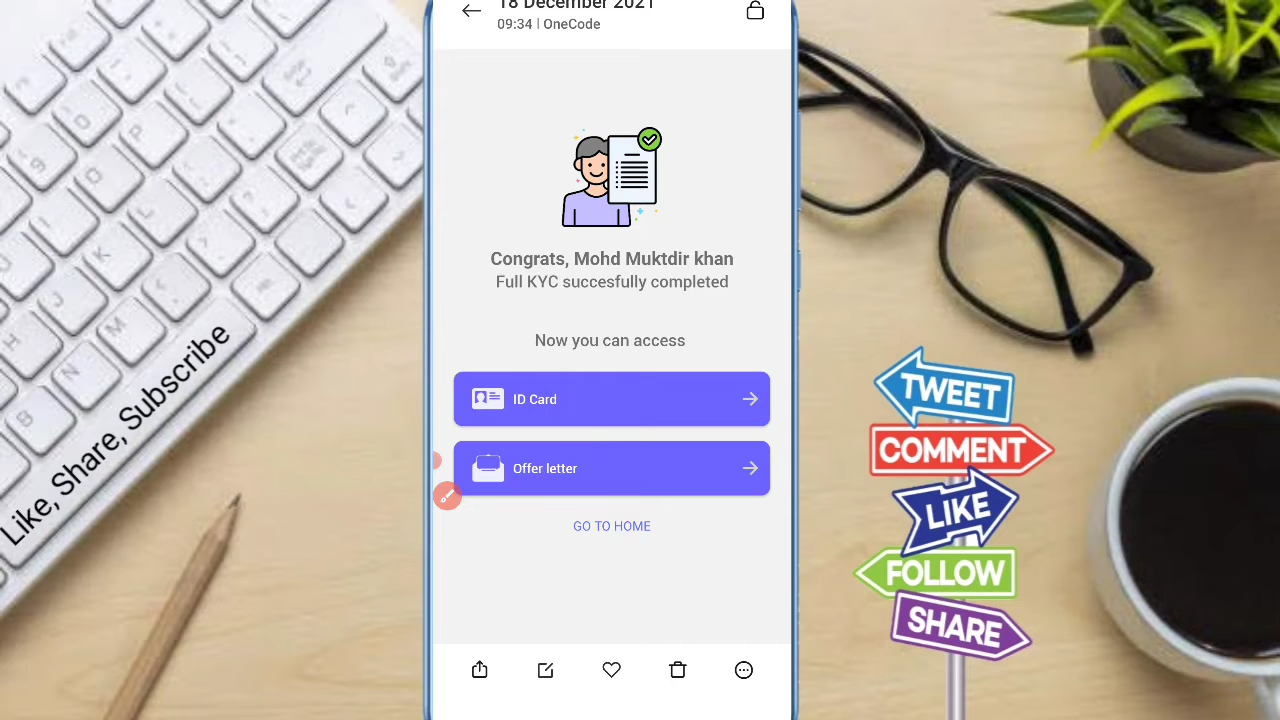 18 December 2021
09:34 | OneCode
Congrats, Mohd Muktdir khan
Full KYC succesfully completed
Now you can access
ID Card
Offer letter
GO TO HOME
Like, Share, Subscribe
TWEET
COMMENT
LIKE
FOLLOW
SHARE